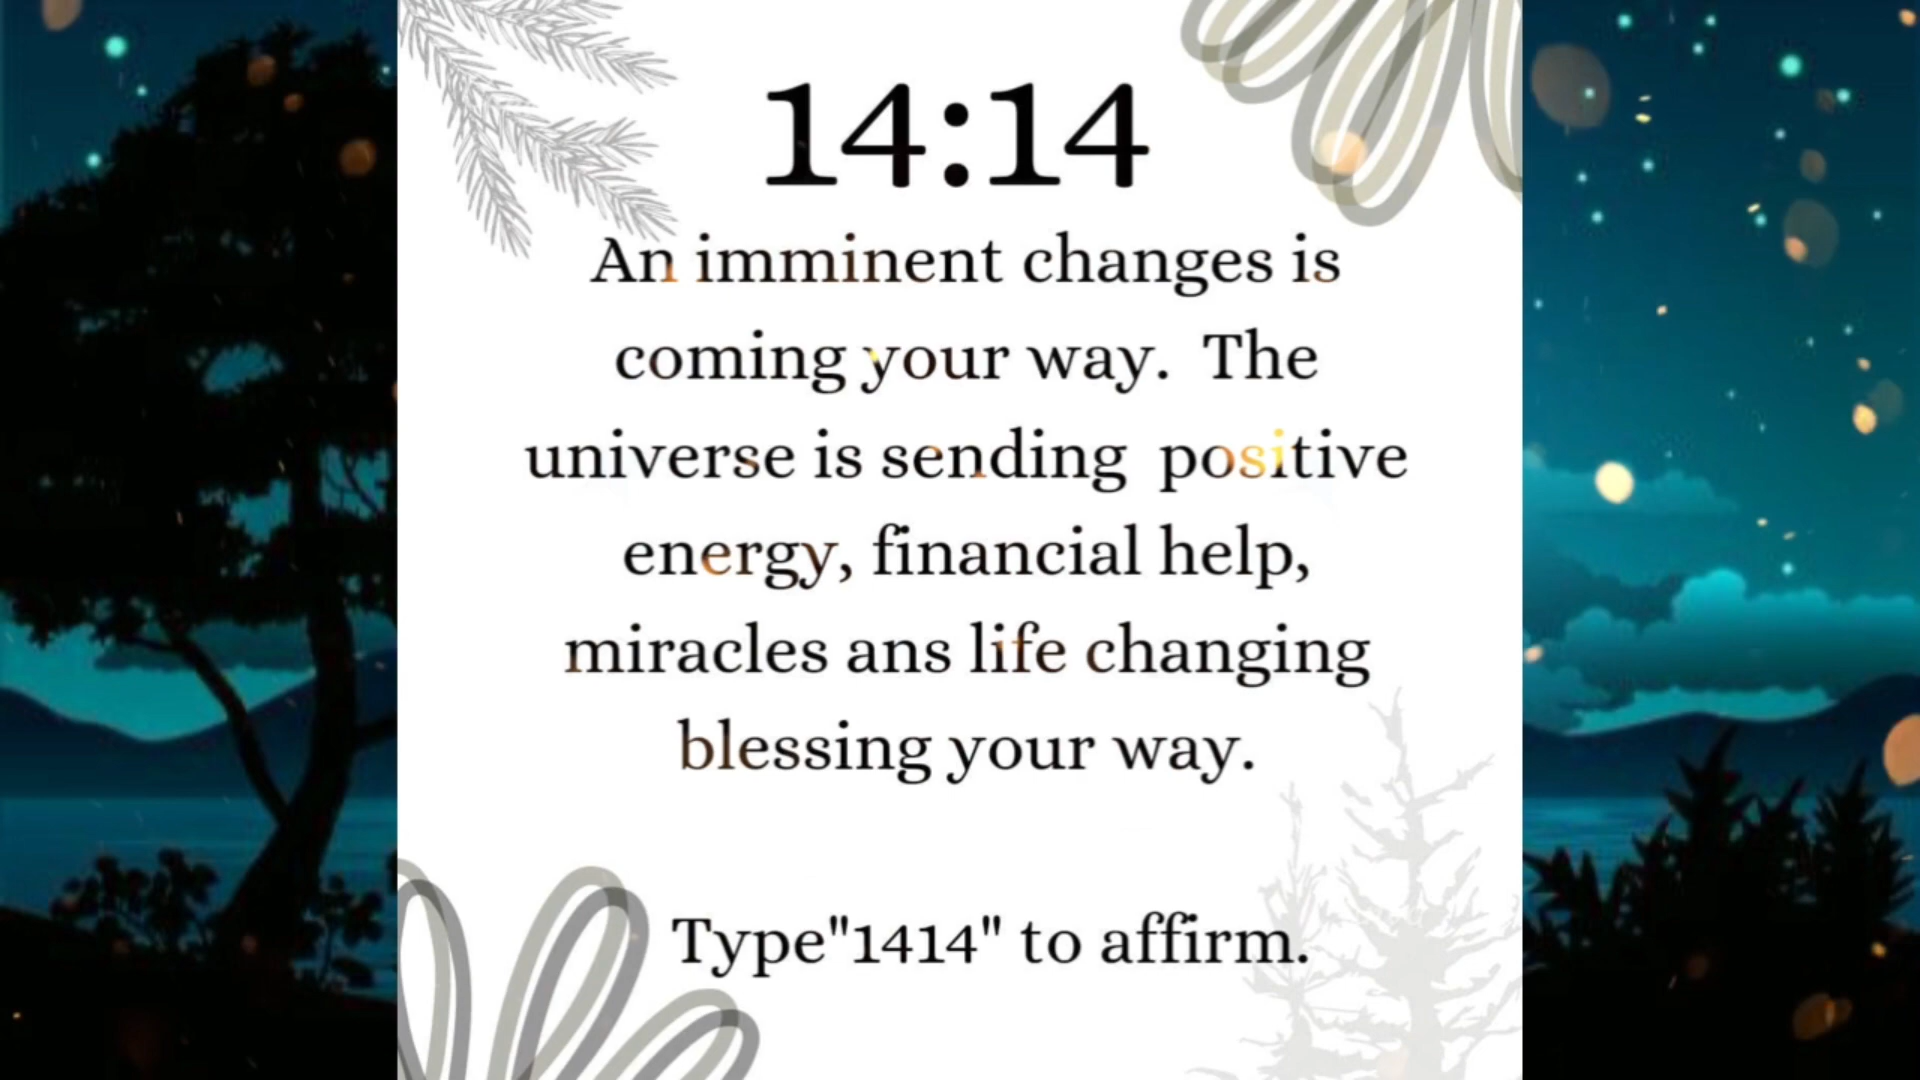 14:14
An imminent changes is
coming your way. The
universe is sending positive
energy, financial help,
miracles ans life changing
blessing your way.
Type"1414" to affirm.